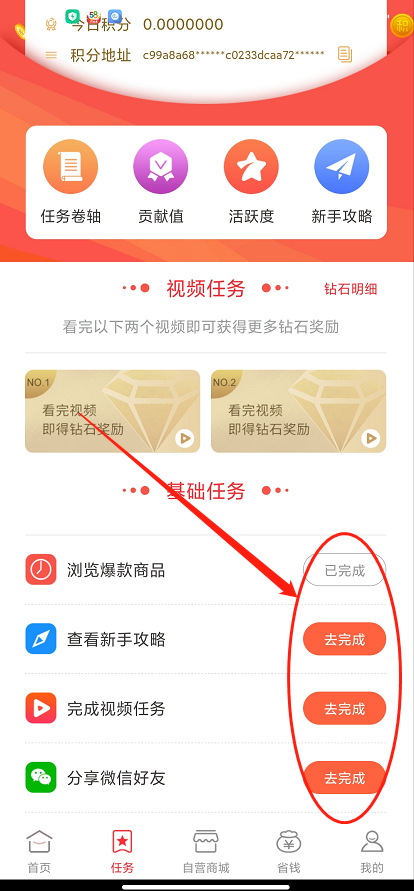 今日积分 0.0000000
积分地址 c99a8a68******c0233dcaa72******
任务卷轴 贡献值 活跃度 新手攻略
视频任务 钻石明细
看完以下两个视频即可获得更多钻石奖励
NO.1 NO.2
看完视频 看完视频
即得钻石奖励 即得钻石奖励
基础任务
浏览爆款商品 已完成
查看新手攻略 去完成
完成视频任务 去完成
分享微信好友 去完成
首页 任务 自营商城 省钱 我的